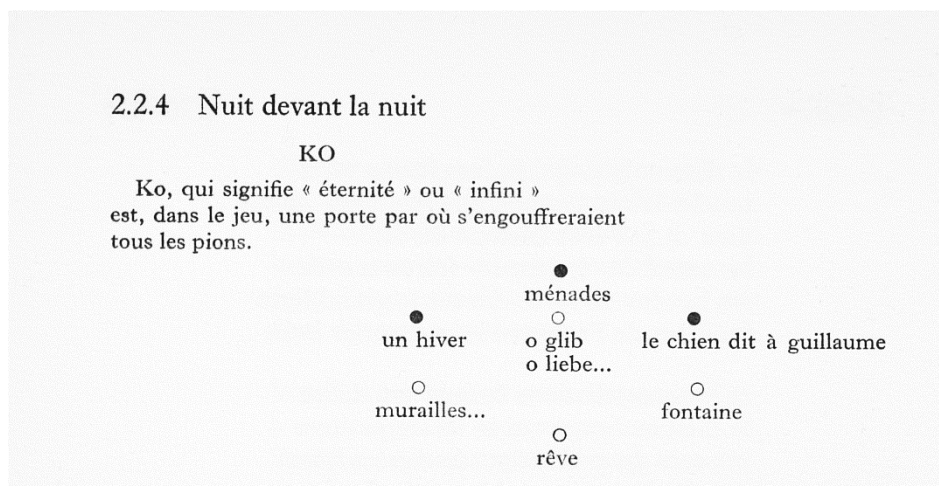 2.2.4 Nuit devant la nuit
KO
Ko, qui signifie « éternité » ou « infini »
est, dans le jeu, une porte par où s'engouffreraient
tous les pions.
ménades
un hiver
o glib
o liebe...
le chien dit à guillaume
murailles...
fontaine
rêve